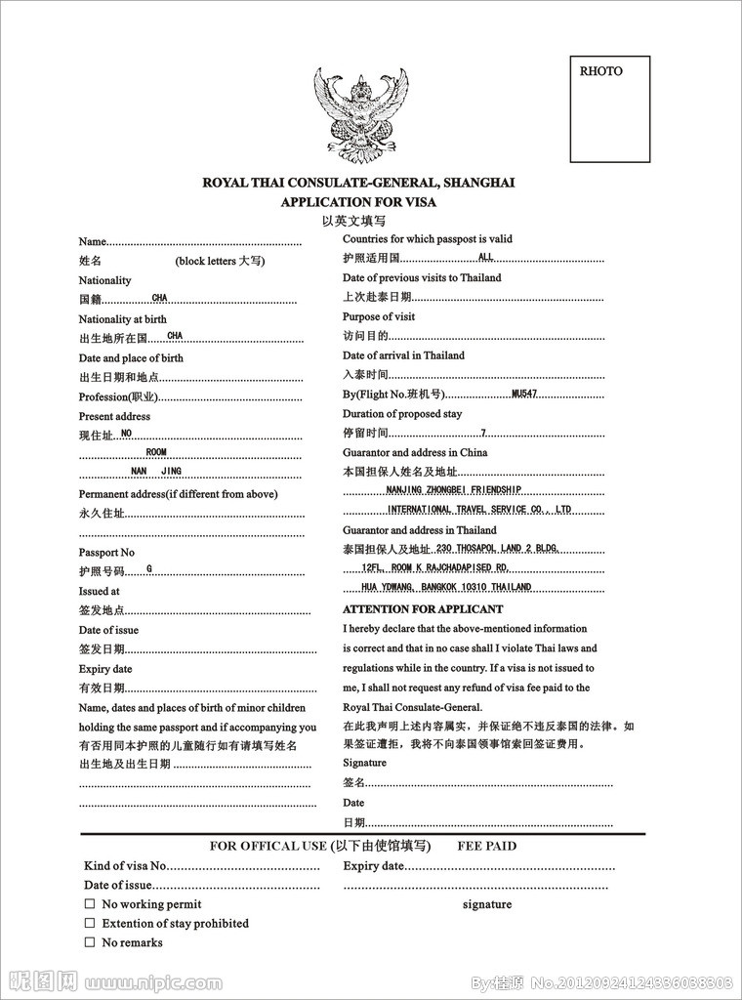 RHOTO
ROYAL THAI CONSULATE-GENERAL, SHANGHAI
APPLICATION FOR VISA
以英文填写
Name..................................................
姓名 (block letters 大写)
Nationality
国籍............CHA..................................
Nationality at birth
出生地所在国.....CHA...............................
Date and place of birth
出生日期和地点.....................................
Profession(职业).....................................
Present address
现住址..NO...........................................
.................ROOM...................................
.............NAN JING...............................
Permanent address(if different from above)
永久住址..............................................
..........................................................
Passport No
护照号码.....G.......................................
Issued at
签发地点................................................
Date of issue
签发日期.................................................
Expiry date
有效日期.................................................
Name, dates and places of birth of minor children
holding the same passport and if accompanying you
有否用同本护照的儿童随行如有请填写姓名
出生地及出生日期 ...................................
...........................................................
.............................................................
Countries for which passpost is valid
护照适用国....................ALL............................
Date of previous visits to Thailand
上次赴泰日期.................................................
Purpose of visit
访问目的.......................................................
Date of arrival in Thailand
入泰时间.......................................................
By(Flight No.班机号).................MU547.................
Duration of proposed stay
停留时间........................7..............................
Guarantor and address in China
本国担保人姓名及地址......................................
...........NANJING ZHONGBEI FRIENDSHIP.....................
...........INTERNATIONAL TRAVEL SERVICE CO., LTD.........
Guarantor and address in Thailand
泰国担保人及地址..230 THOSAPOL LAND 2 BLDG,............
.....12FL, ROOM K RAJCHADAPISED RD,........................
.....HUA YDWANG, BANGKOK 10310 THAILAND...................
ATTENTION FOR APPLICANT
I hereby declare that the above-mentioned information
is correct and that in no case shall I violate Thai laws and
regulations while in the country. If a visa is not issued to
me, I shall not request any refund of visa fee paid to the
Royal Thai Consulate-General.
在此我声明上述内容属实，并保证绝不违反泰国的法律。如
果签证遭拒，我将不向泰国领事馆索回签证费用。
Signature
签名...............................................................
Date
日期...............................................................
FOR OFFICAL USE (以下由使馆填写) FEE PAID
Kind of visa No.......................................
Date of issue..........................................
☐ No working permit
☐ Extention of stay prohibited
☐ No remarks
Expiry date.....................................................
...................................................................
signature
昵图网 www.nipic.com
By:桂源 No.20120924124336038303